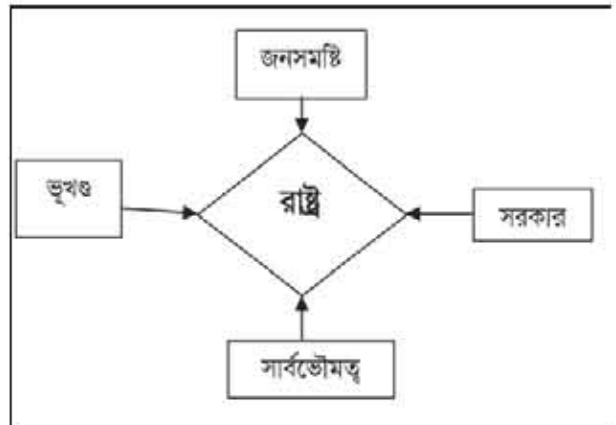 জনসমষ্টি
ভূখণ্ড
রাষ্ট্র
সরকার
সার্বভৌমত্ব